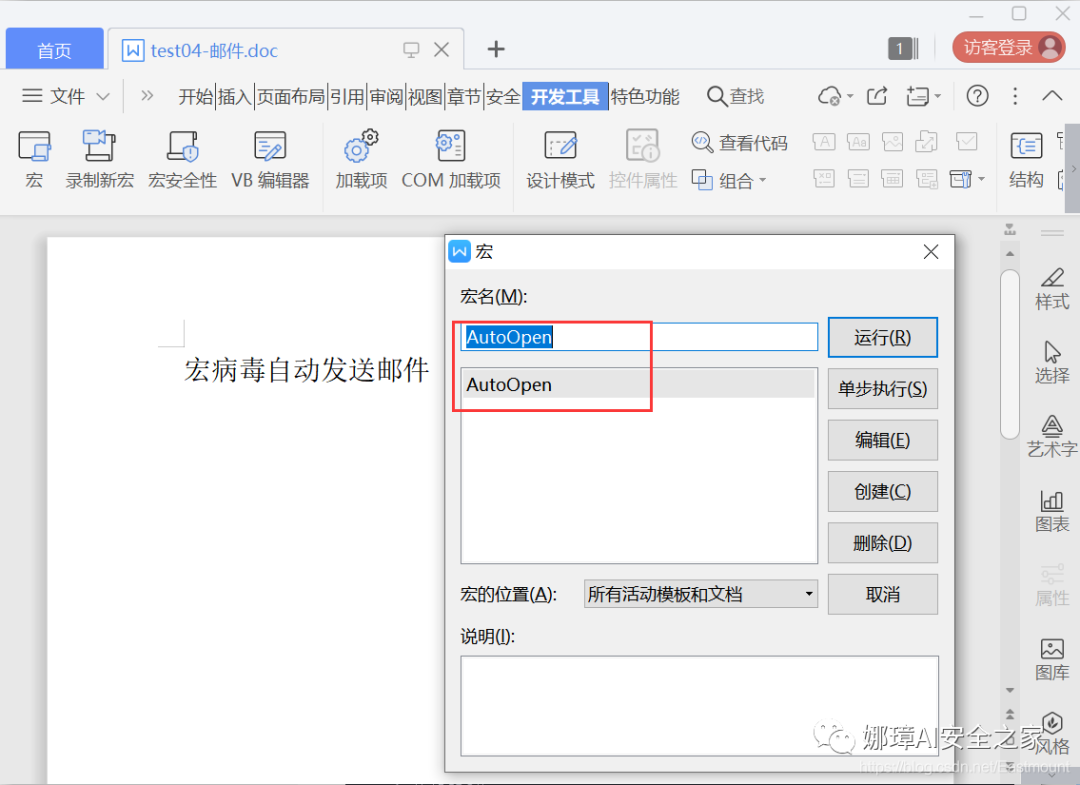 首页
test04-邮件.doc
1
访客登录
文件
开始 插入 页面布局 引用 审阅 视图 章节 安全 开发工具 特色功能
查找
宏
录制新宏
宏安全性
VB 编辑器
加载项
COM 加载项
设计模式
控件属性
查看代码
组合
结构
宏病毒自动发送邮件
宏
宏名(M):
AutoOpen
AutoOpen
运行(R)
单步执行(S)
编辑(E)
创建(C)
删除(D)
宏的位置(A):
所有活动模板和文档
取消
说明(I):
样式
选择
艺术字
图表
属性
图库
风格
娜璋AI安全之家
https://blog.csdn.net/Eastmount